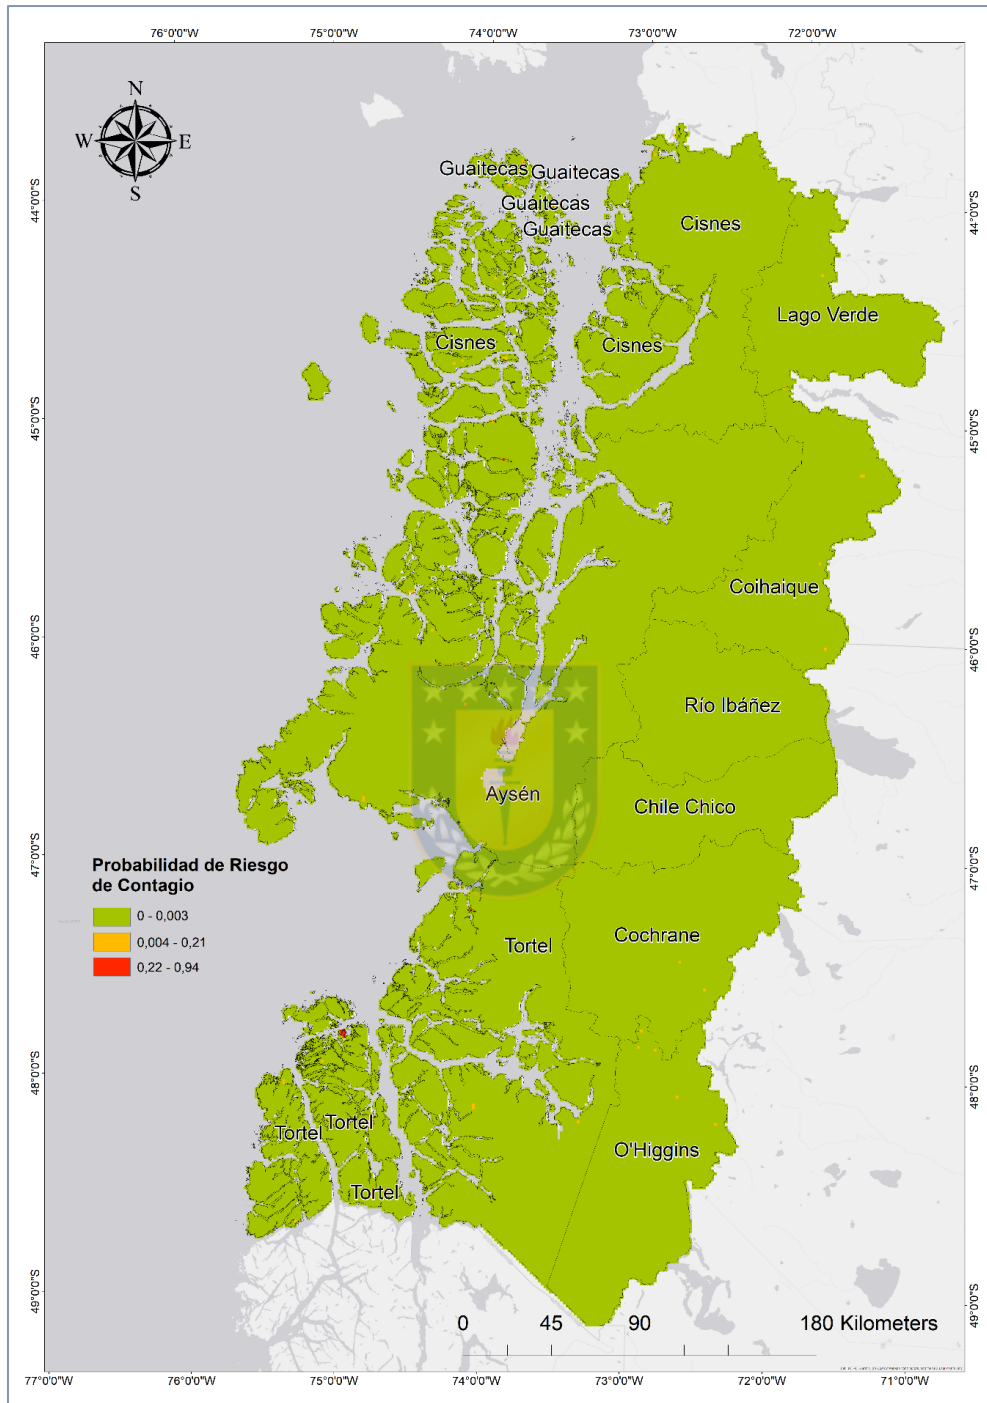 76°0'0"W 75°0'0"W 74°0'0"W 73°0'0"W 72°0'0"W
N
W E
S
44°0'0"S
44°0'0"S
Guaitecas
Guaitecas
Guaitecas
Guaitecas
Cisnes
Lago Verde
Cisnes
Cisnes
45°0'0"S
45°0'0"S
Coihaique
46°0'0"S
46°0'0"S
Río Ibáñez
Aysén
Chile Chico
47°0'0"S
47°0'0"S
Probabilidad de Riesgo
de Contagio
0 - 0,003
0,004 - 0,21
0,22 - 0,94
Cochrane
Tortel
48°0'0"S
48°0'0"S
Tortel
Tortel
O'Higgins
Tortel
49°0'0"S
49°0'0"S
0 45 90 180 Kilometers
77°0'0"W 76°0'0"W 75°0'0"W 74°0'0"W 73°0'0"W 72°0'0"W 71°0'0"W